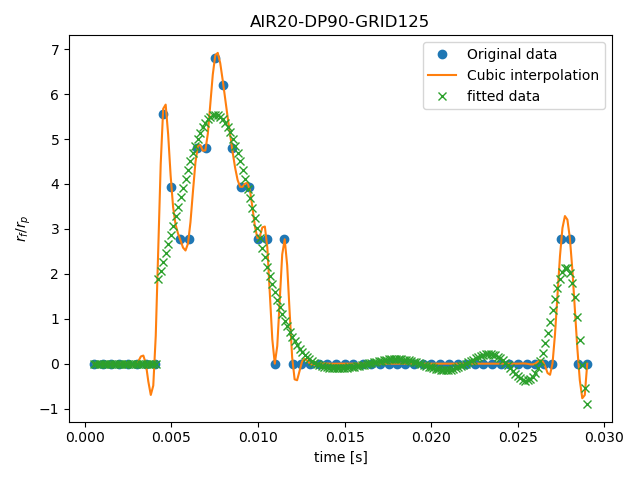 AIR20-DP90-GRID125
Original data
Cubic interpolation
fitted data
r_f/r_p
7
6
5
4
3
2
1
0
−1
0.000 0.005 0.010 0.015 0.020 0.025 0.030
time [s]